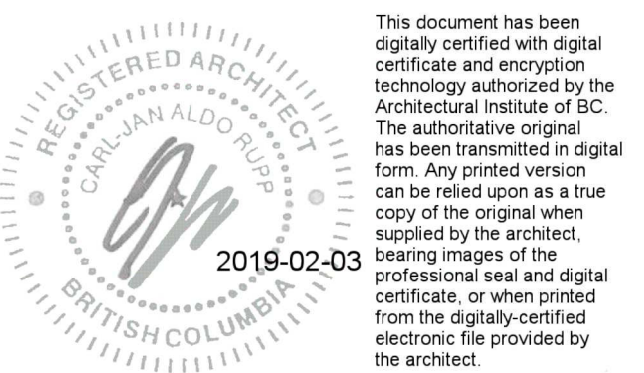 REGISTERED ARCHITECT
CARL-JAN ALDO RUPP
2019-02-03
BRITISH COLUMBIA
This document has been
digitally certified with digital
certificate and encryption
technology authorized by the
Architectural Institute of BC.
The authoritative original
has been transmitted in digital
form. Any printed version
can be relied upon as a true
copy of the original when
supplied by the architect,
bearing images of the
professional seal and digital
certificate, or when printed
from the digitally-certified
electronic file provided by
the architect.